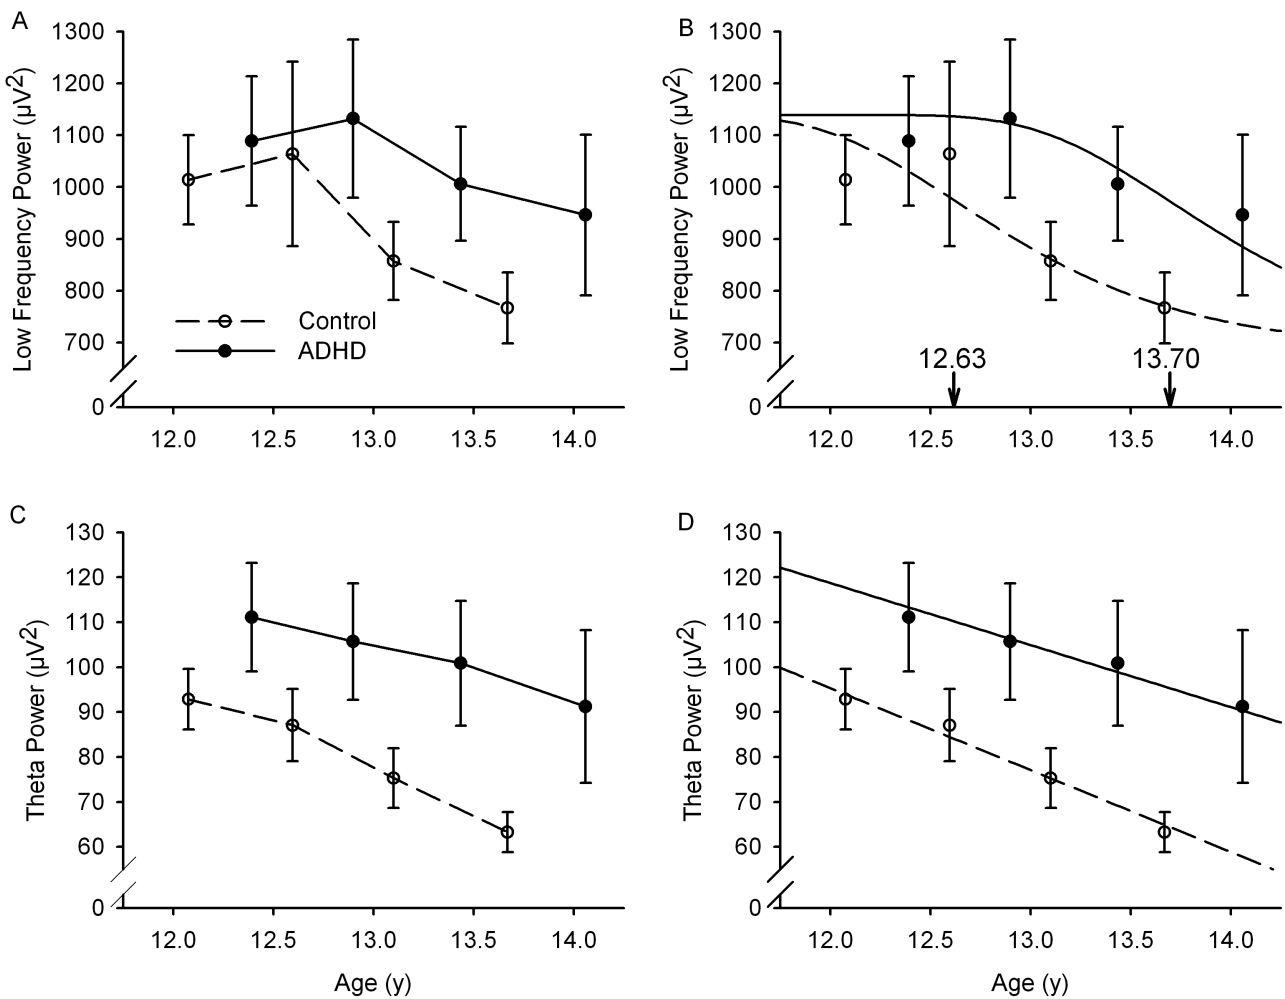 A
Low Frequency Power (µV²)
1300
1200
1100
1000
900
800
700
0
12.0 12.5 13.0 13.5 14.0
Control
ADHD
B
Low Frequency Power (µV²)
1300
1200
1100
1000
900
800
700
0
12.63 13.70
12.0 12.5 13.0 13.5 14.0
C
Theta Power (µV²)
130
120
110
100
90
80
70
60
0
12.0 12.5 13.0 13.5 14.0
Age (y)
D
Theta Power (µV²)
130
120
110
100
90
80
70
60
0
12.0 12.5 13.0 13.5 14.0
Age (y)